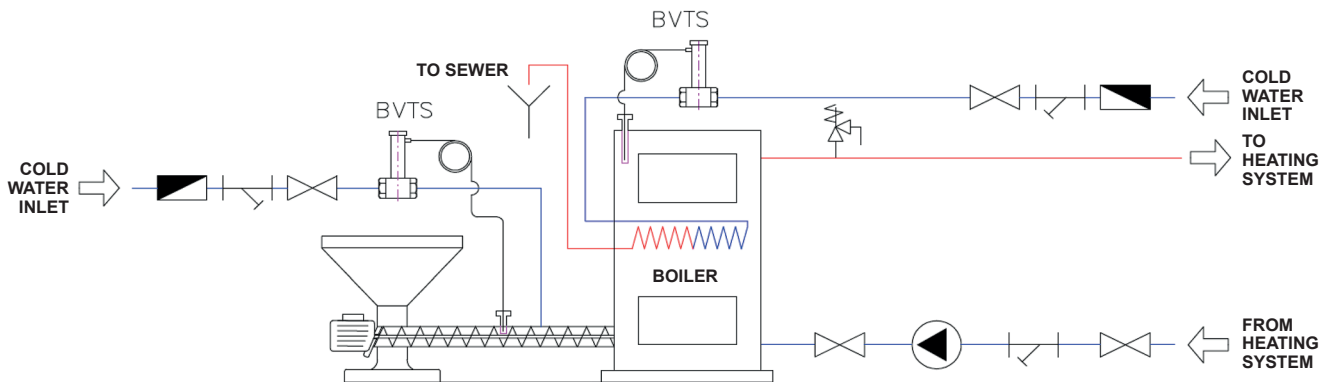 BVTS
TO SEWER
COLD
WATER
INLET
BVTS
TO
HEATING
SYSTEM
COLD
WATER
INLET
BOILER
FROM
HEATING
SYSTEM